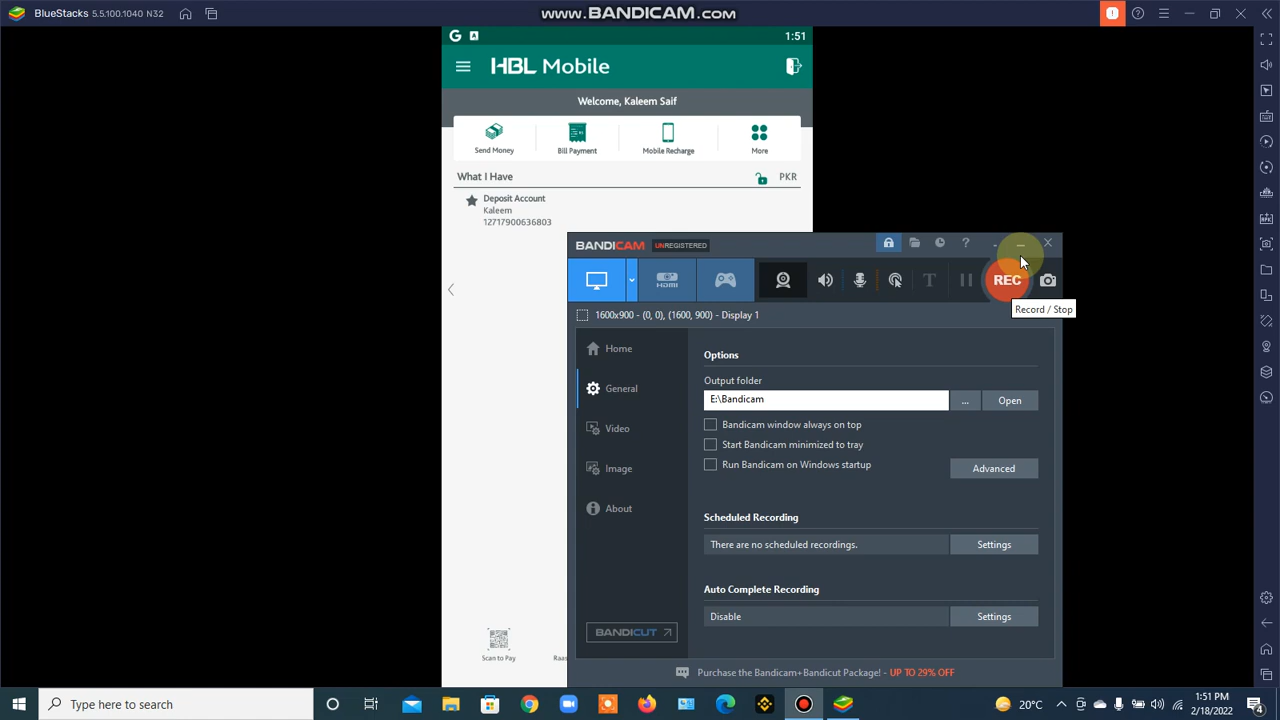 BlueStacks 5.5.100.1040 N32
www.BANDICAM.com
1:51
HBL Mobile
Welcome, Kaleem Saif
Send Money
Bill Payment
Mobile Recharge
More
What I Have
PKR
Deposit Account
Kaleem
12717900636803
BANDICAM
UNREGISTERED
HDMI
REC
Record / Stop
1600x900 - (0, 0), (1600, 900) - Display 1
Home
General
Video
Image
About
BANDICUT
Options
Output folder
E:\Bandicam
...
Open
Bandicam window always on top
Start Bandicam minimized to tray
Run Bandicam on Windows startup
Advanced
Scheduled Recording
There are no scheduled recordings.
Settings
Auto Complete Recording
Disable
Settings
Purchase the Bandicam+Bandicut Package! - UP TO 29% OFF
Scan to Pay
Raas
Type here to search
20°C
1:51 PM
2/18/2022
4